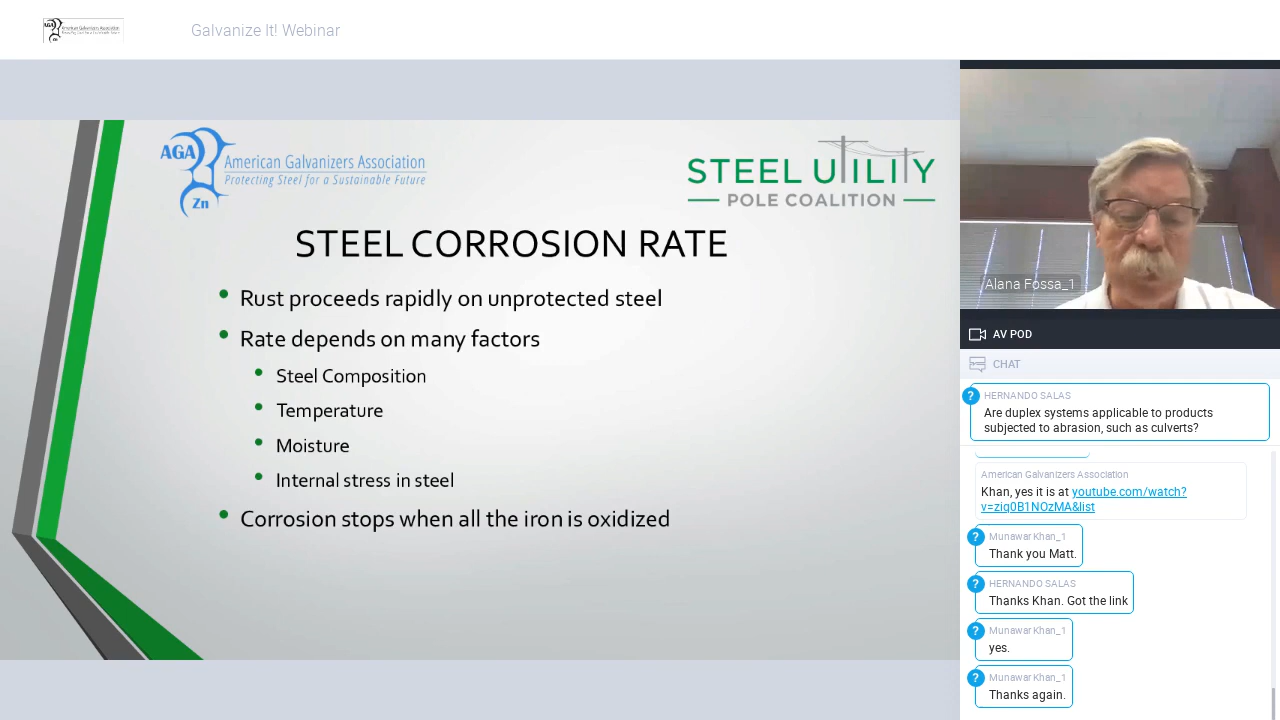 Galvanize It! Webinar
AGA
American Galvanizers Association
Protecting Steel for a Sustainable Future
Zn
STEEL UTILITY
POLE COALITION
STEEL CORROSION RATE
Rust proceeds rapidly on unprotected steel
Rate depends on many factors
Steel Composition
Temperature
Moisture
Internal stress in steel
Corrosion stops when all the iron is oxidized
Alana Fossa_1
AV POD
CHAT
? HERNANDO SALAS
Are duplex systems applicable to products
subjected to abrasion, such as culverts?
American Galvanizers Association
Khan, yes it is at youtube.com/watch?
v=ziq0B1NOzMA&list
? Munawar Khan_1
Thank you Matt.
? HERNANDO SALAS
Thanks Khan. Got the link
? Munawar Khan_1
yes.
? Munawar Khan_1
Thanks again.